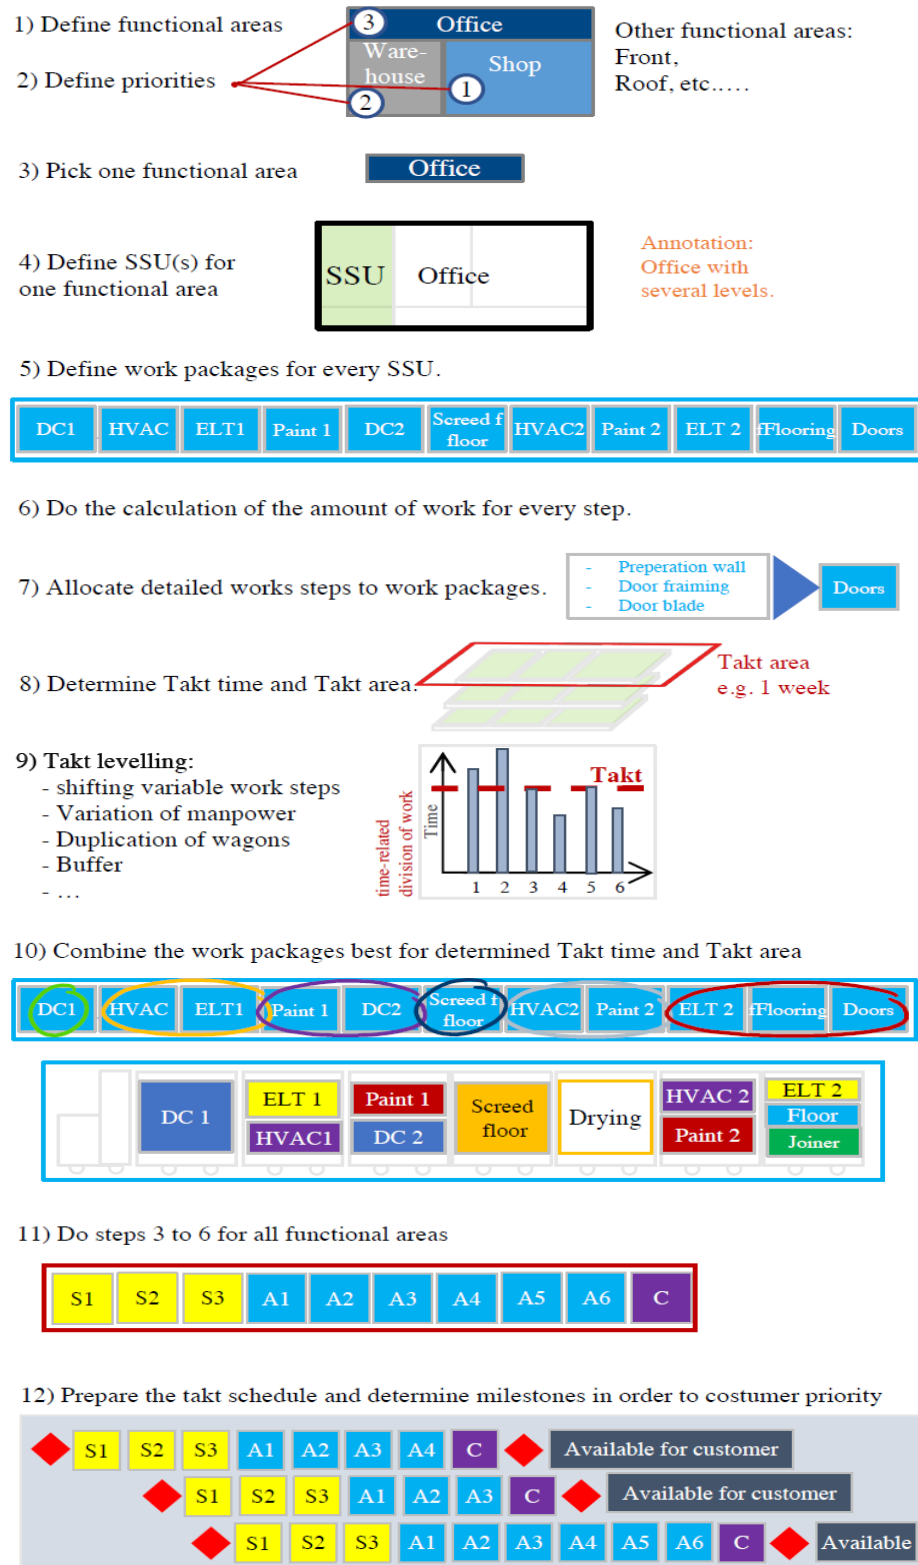 1) Define functional areas
3
Office
Other functional areas:
Front,
Roof, etc.....
2) Define priorities
Ware-
house
Shop
1
2
3) Pick one functional area
Office
4) Define SSU(s) for
one functional area
SSU
Office
Annotation:
Office with
several levels.
5) Define work packages for every SSU.
DC1 HVAC ELT1 Paint 1 DC2 Screed f floor HVAC2 Paint 2 ELT 2 fFlooring Doors
6) Do the calculation of the amount of work for every step.
7) Allocate detailed works steps to work packages.
- Preperation wall
- Door fraiming
- Door blade
Doors
8) Determine Takt time and Takt area.
Takt area
e.g. 1 week
9) Takt levelling:
- shifting variable work steps
- Variation of manpower
- Duplication of wagons
- Buffer
- ...
time-related
division of work
Time
Takt
1 2 3 4 5 6
10) Combine the work packages best for determined Takt time and Takt area
DC1 HVAC ELT1 Paint 1 DC2 Screed f floor HVAC2 Paint 2 ELT 2 fFlooring Doors
DC 1
ELT 1
HVAC1
Paint 1
DC 2
Screed
floor
Drying
HVAC 2
Paint 2
ELT 2
Floor
Joiner
11) Do steps 3 to 6 for all functional areas
S1 S2 S3 A1 A2 A3 A4 A5 A6 C
12) Prepare the takt schedule and determine milestones in order to costumer priority
S1 S2 S3 A1 A2 A3 A4 C Available for customer
S1 S2 S3 A1 A2 A3 C Available for customer
S1 S2 S3 A1 A2 A3 A4 A5 A6 C Available